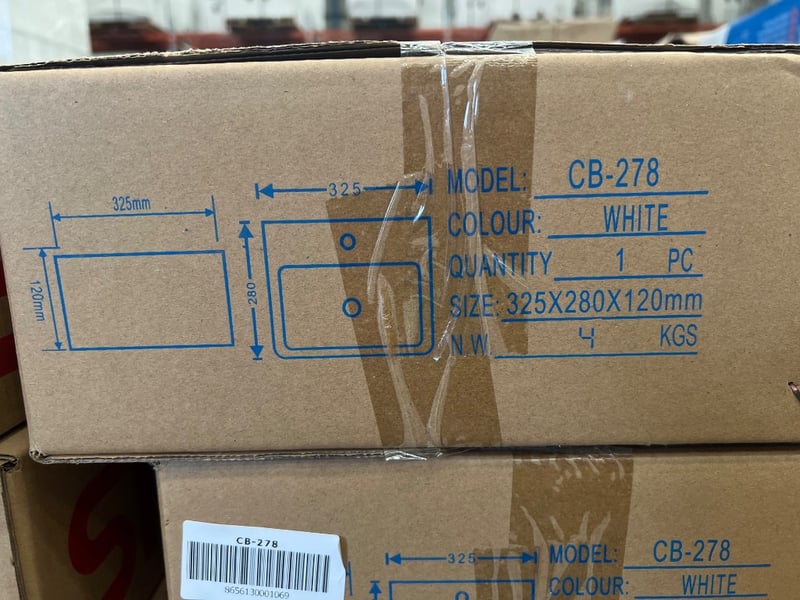 325mm
120mm
325
280
MODEL: CB-278
COLOUR: WHITE
QUANTITY 1 PC
SIZE: 325X280X120mm
N.W. 4 KGS
CB-278
8656130001069
325
MODEL: CB-278
COLOUR: WHITE